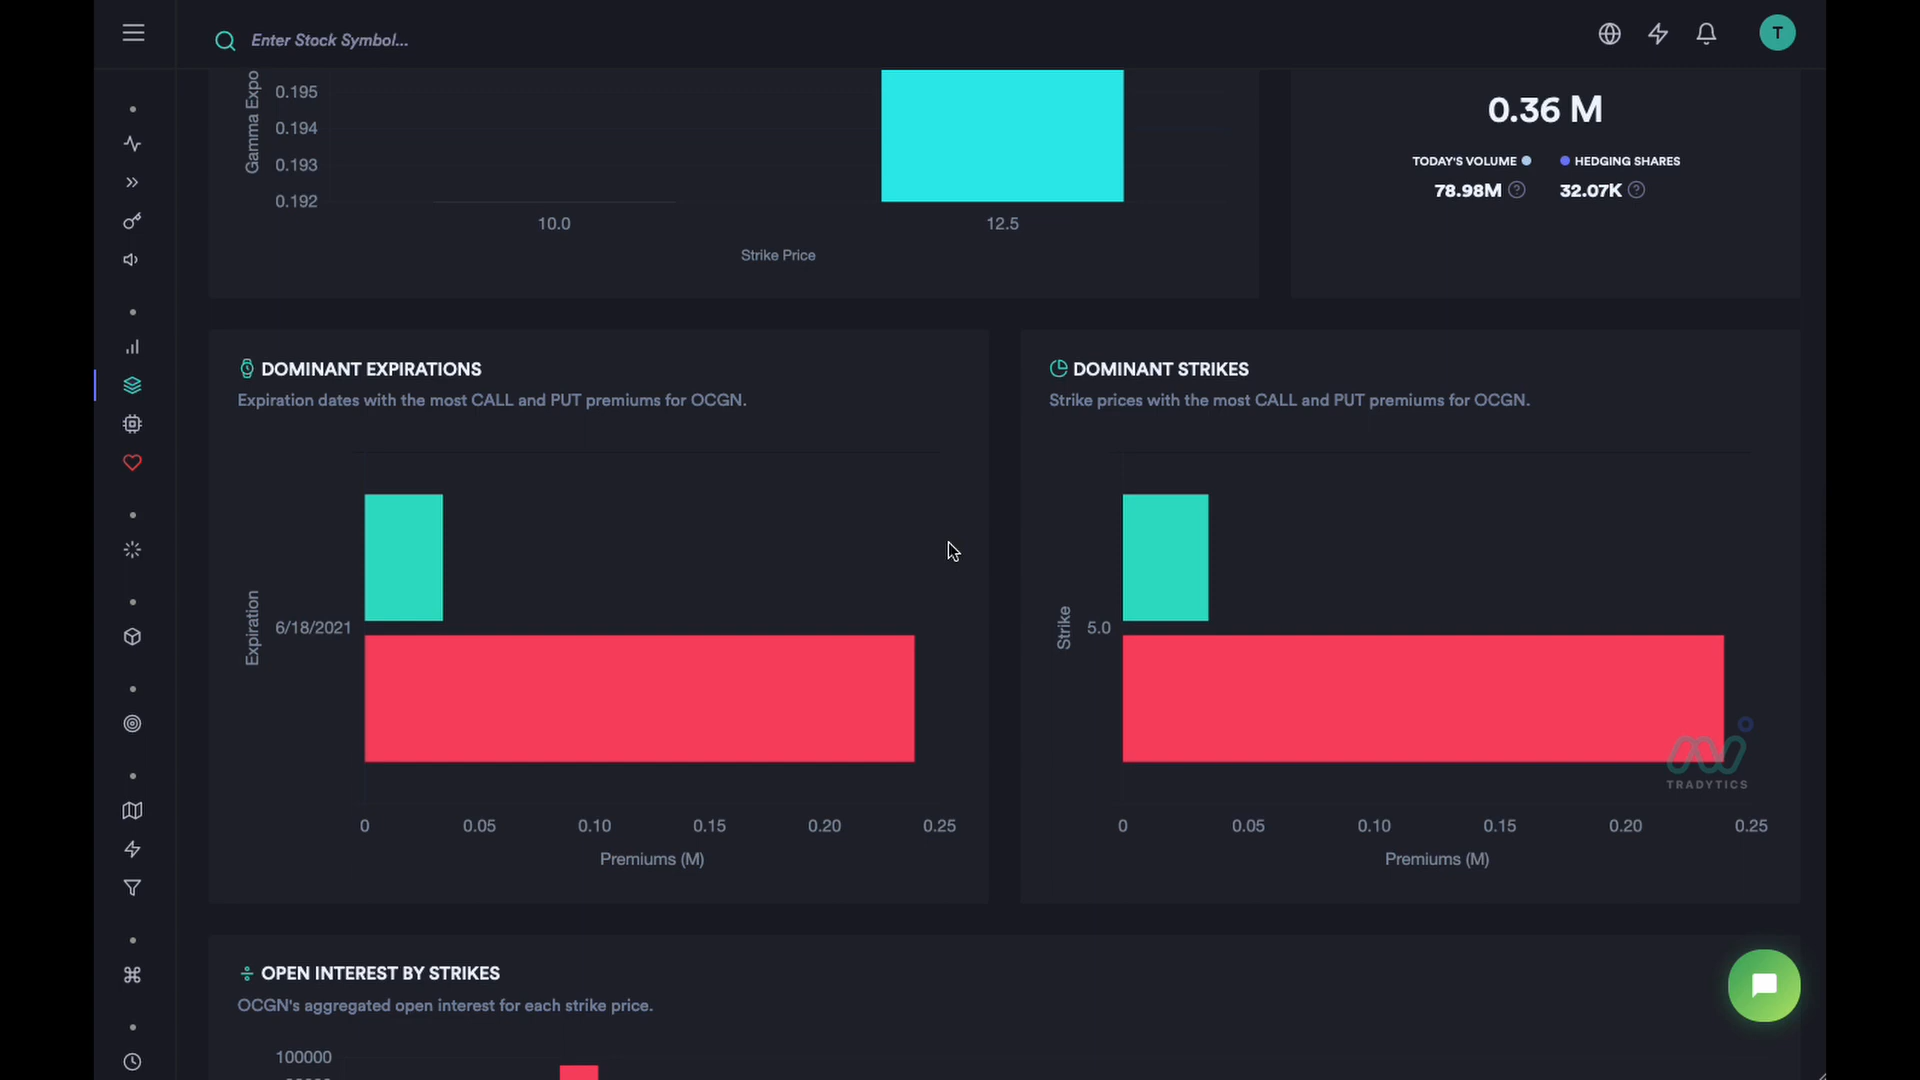 Enter Stock Symbol...
T
Gamma Expo
0.195
0.194
0.193
0.192
10.0
12.5
Strike Price
0.36 M
TODAY'S VOLUME
HEDGING SHARES
78.98M
32.07K
DOMINANT EXPIRATIONS
Expiration dates with the most CALL and PUT premiums for OCGN.
Expiration
6/18/2021
0
0.05
0.10
0.15
0.20
0.25
Premiums (M)
DOMINANT STRIKES
Strike prices with the most CALL and PUT premiums for OCGN.
Strike
5.0
TRADYTICS
0
0.05
0.10
0.15
0.20
0.25
Premiums (M)
OPEN INTEREST BY STRIKES
OCGN's aggregated open interest for each strike price.
100000